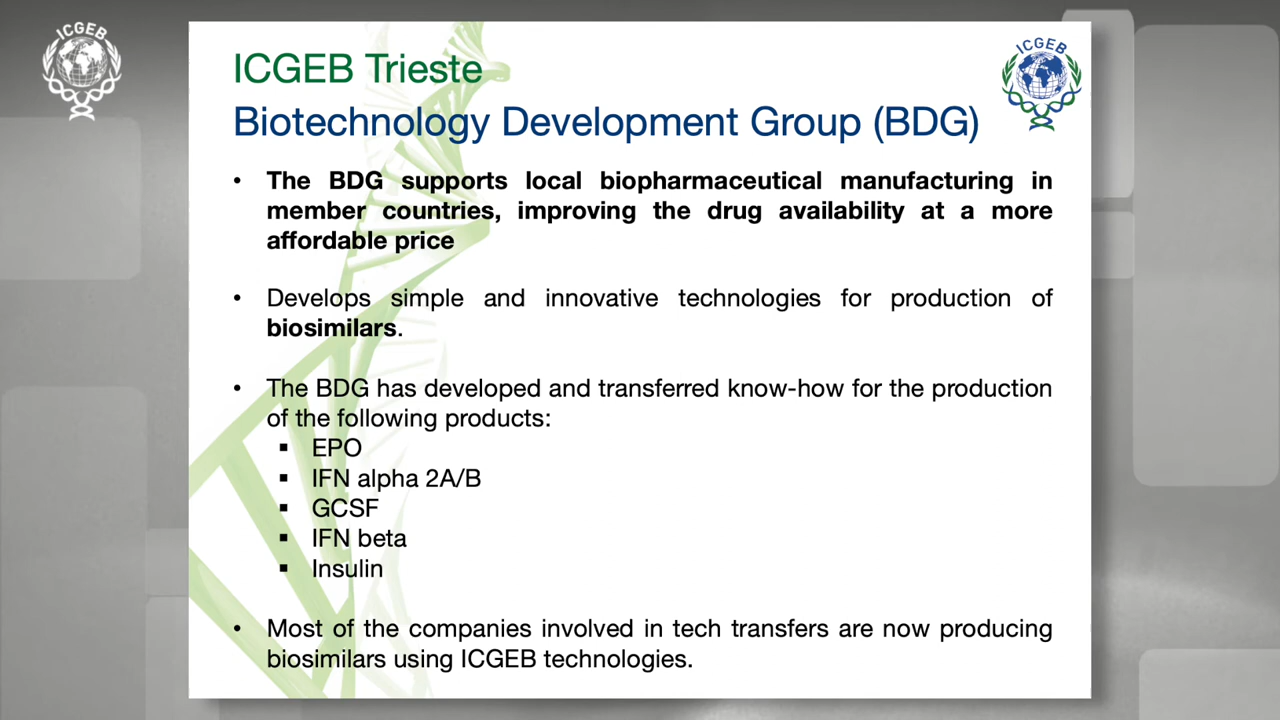 ICGEB
ICGEB
ICGEB Trieste
Biotechnology Development Group (BDG)
• The BDG supports local biopharmaceutical manufacturing in
member countries, improving the drug availability at a more
affordable price
• Develops simple and innovative technologies for production of
biosimilars.
• The BDG has developed and transferred know-how for the production
of the following products:
▪ EPO
▪ IFN alpha 2A/B
▪ GCSF
▪ IFN beta
▪ Insulin
• Most of the companies involved in tech transfers are now producing
biosimilars using ICGEB technologies.